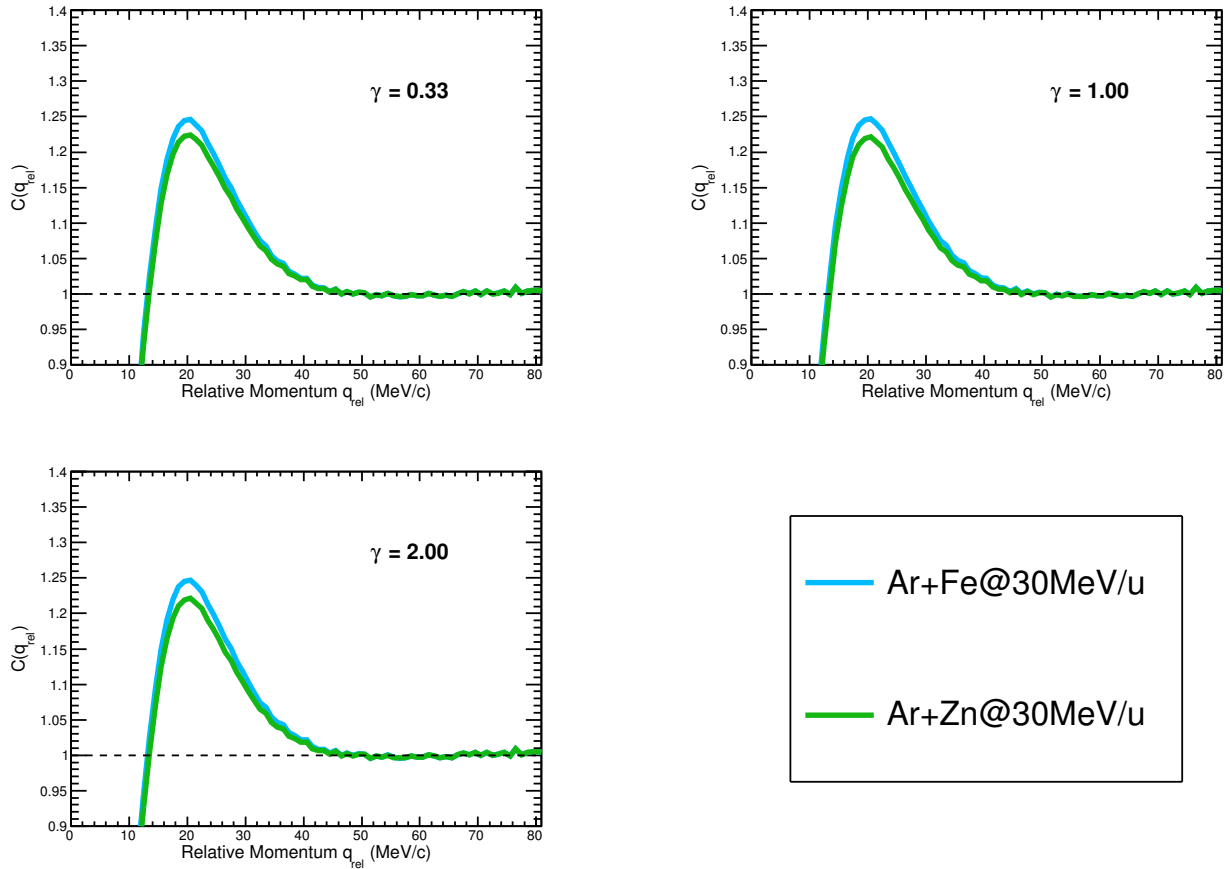 1.4
1.35
1.3
1.25
1.2
1.15
1.1
1.05
1
0.95
0.9
C(q_rel)
γ = 0.33
0 10 20 30 40 50 60 70 80
Relative Momentum q_rel (MeV/c)
1.4
1.35
1.3
1.25
1.2
1.15
1.1
1.05
1
0.95
0.9
C(q_rel)
γ = 1.00
0 10 20 30 40 50 60 70 80
Relative Momentum q_rel (MeV/c)
1.4
1.35
1.3
1.25
1.2
1.15
1.1
1.05
1
0.95
0.9
C(q_rel)
γ = 2.00
0 10 20 30 40 50 60 70 80
Relative Momentum q_rel (MeV/c)
Ar+Fe@30MeV/u
Ar+Zn@30MeV/u